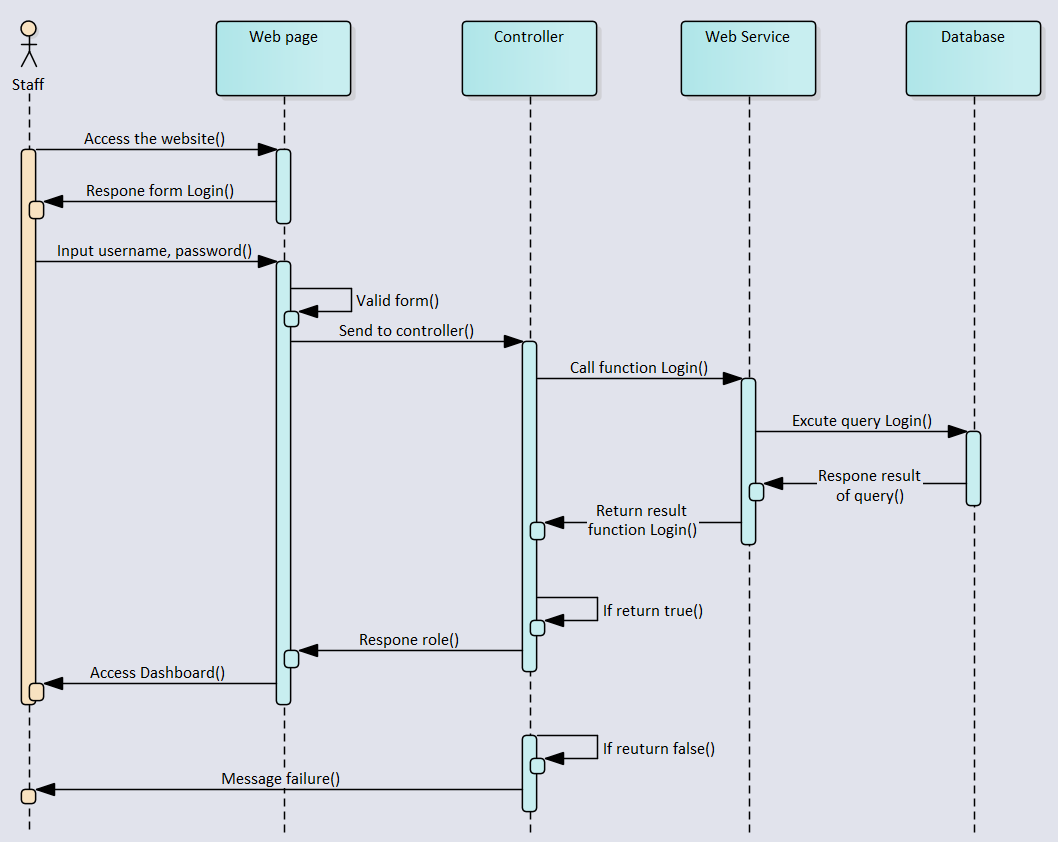 Web page
Controller
Web Service
Database
Staff
Access the website()
Respone form Login()
Input username, password()
Valid form()
Send to controller()
Call function Login()
Excute query Login()
Respone result
of query()
Return result
function Login()
If return true()
Respone role()
Access Dashboard()
If reuturn false()
Message failure()